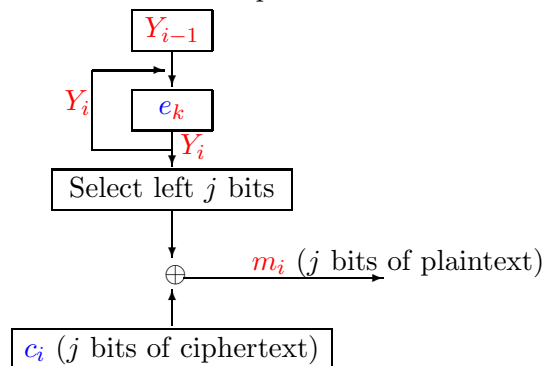 Y_{i−1}
Y_i
e_k
Y_i
Select left j bits
⊕
m_i (j bits of plaintext)
c_i (j bits of ciphertext)